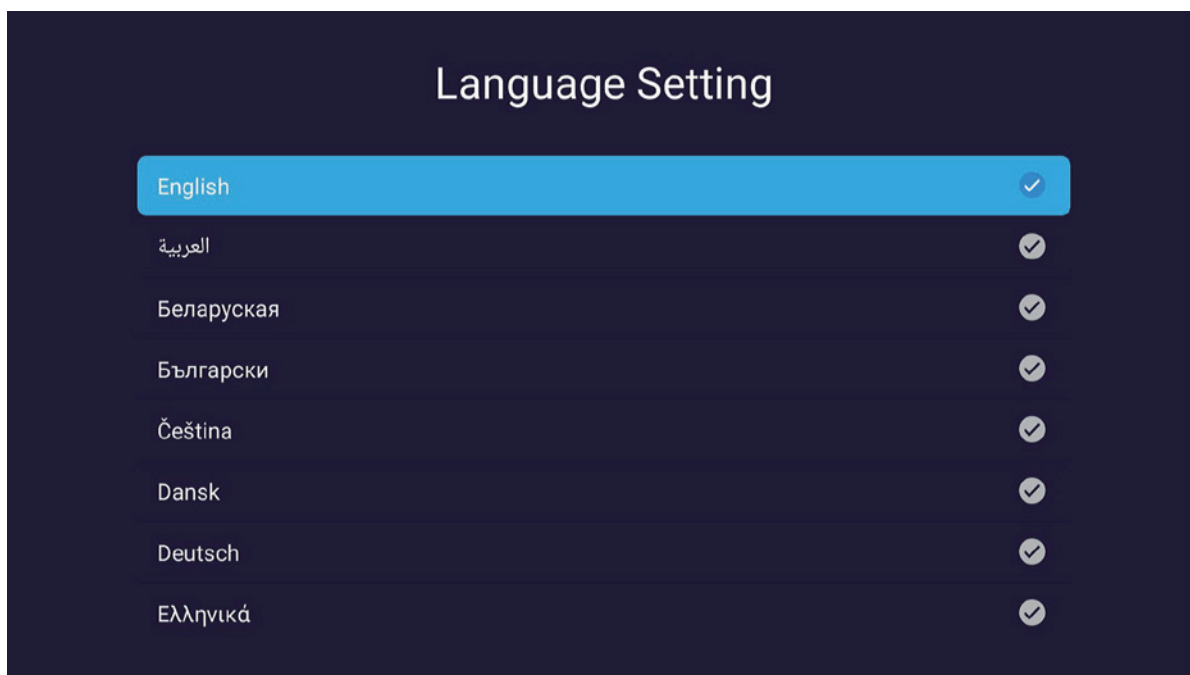 Language Setting
English
العربية
Беларуская
Български
Čeština
Dansk
Deutsch
Ελληνικά